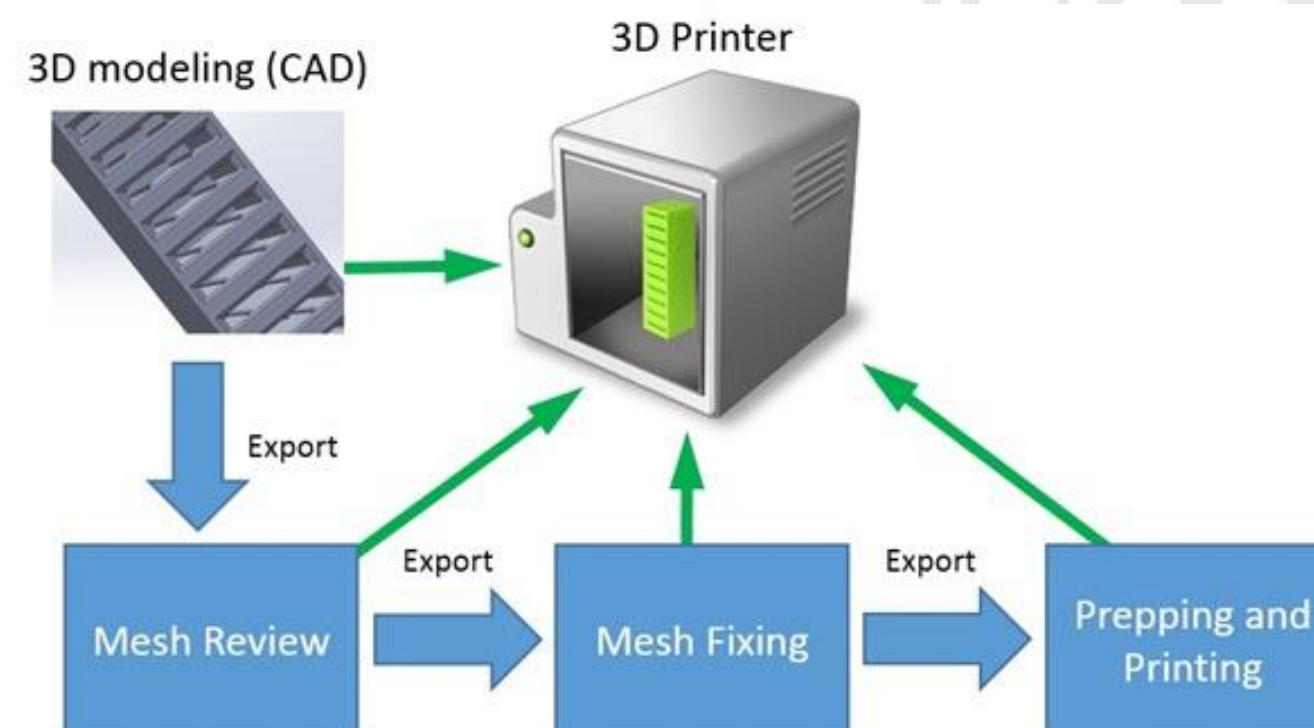 3D Printer
3D modeling (CAD)
Export
Export
Export
Mesh Review
Mesh Fixing
Prepping and
Printing